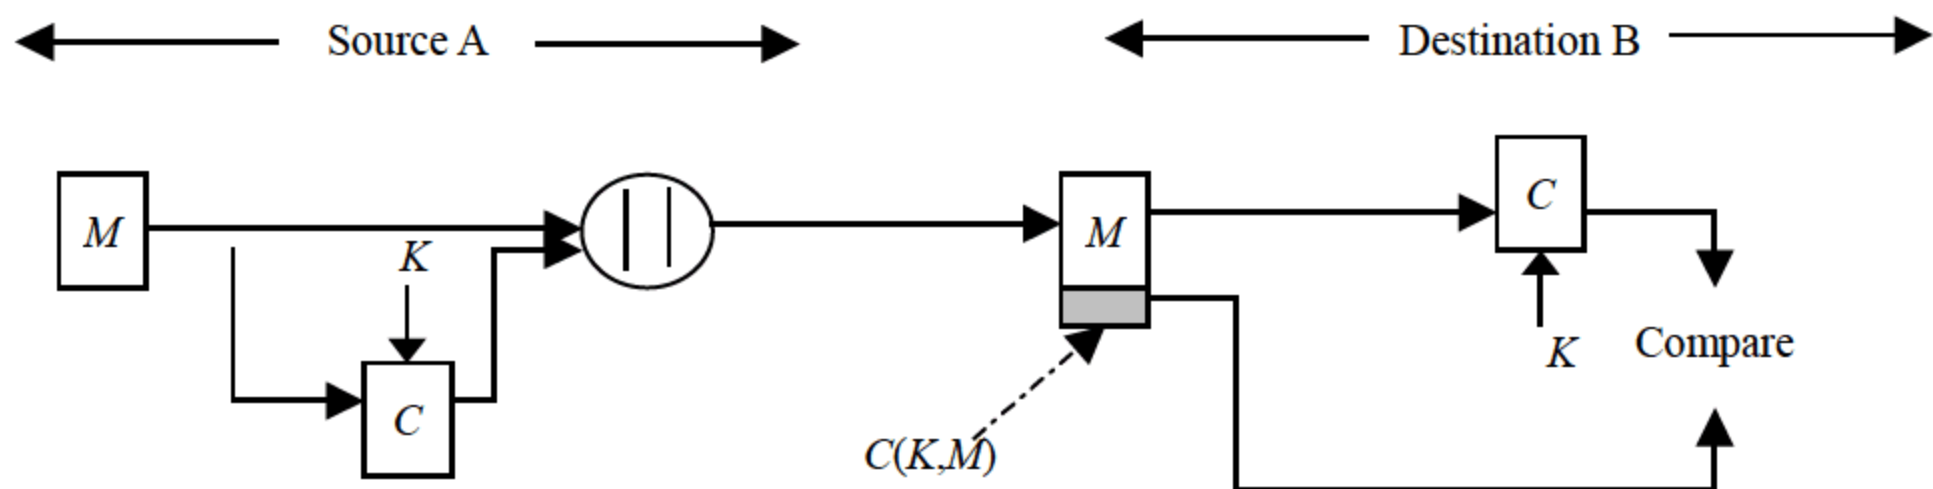 Source A
Destination B
M
K
C
||
M
C(K,M)
C
K
Compare